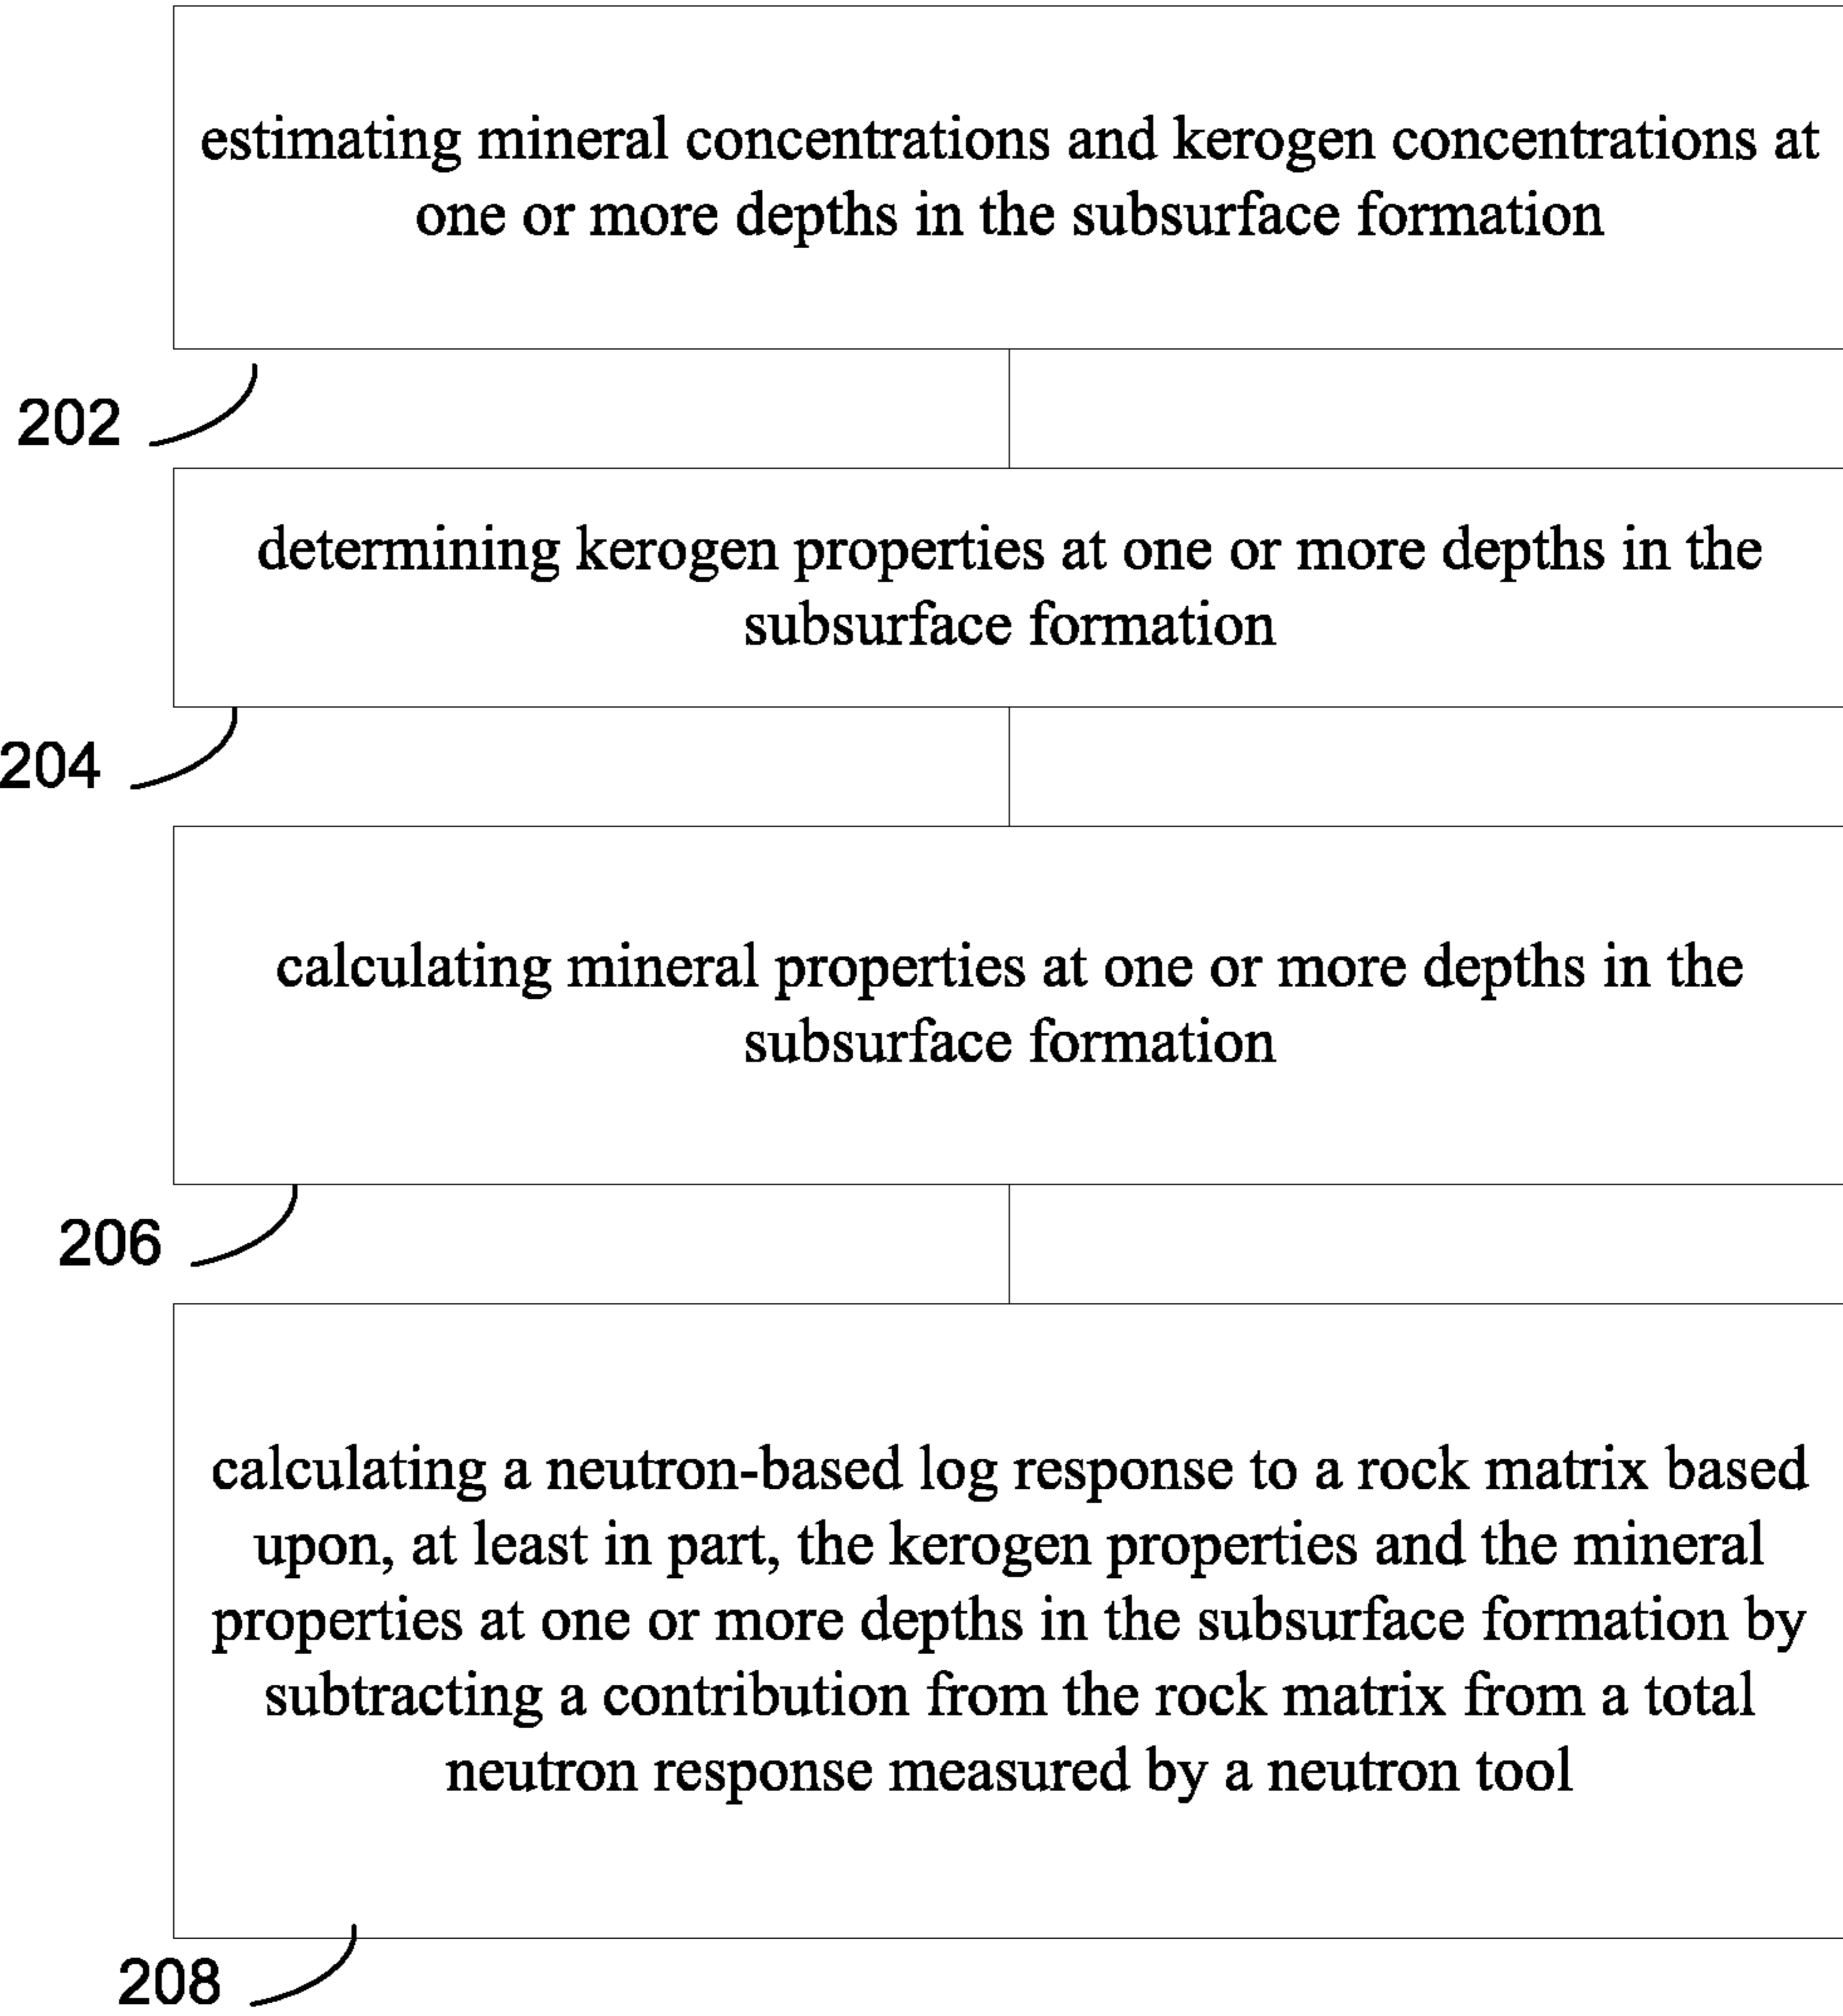 estimating mineral concentrations and kerogen concentrations at
one or more depths in the subsurface formation
202
determining kerogen properties at one or more depths in the
subsurface formation
204
calculating mineral properties at one or more depths in the
subsurface formation
206
calculating a neutron-based log response to a rock matrix based
upon, at least in part, the kerogen properties and the mineral
properties at one or more depths in the subsurface formation by
subtracting a contribution from the rock matrix from a total
neutron response measured by a neutron tool
208